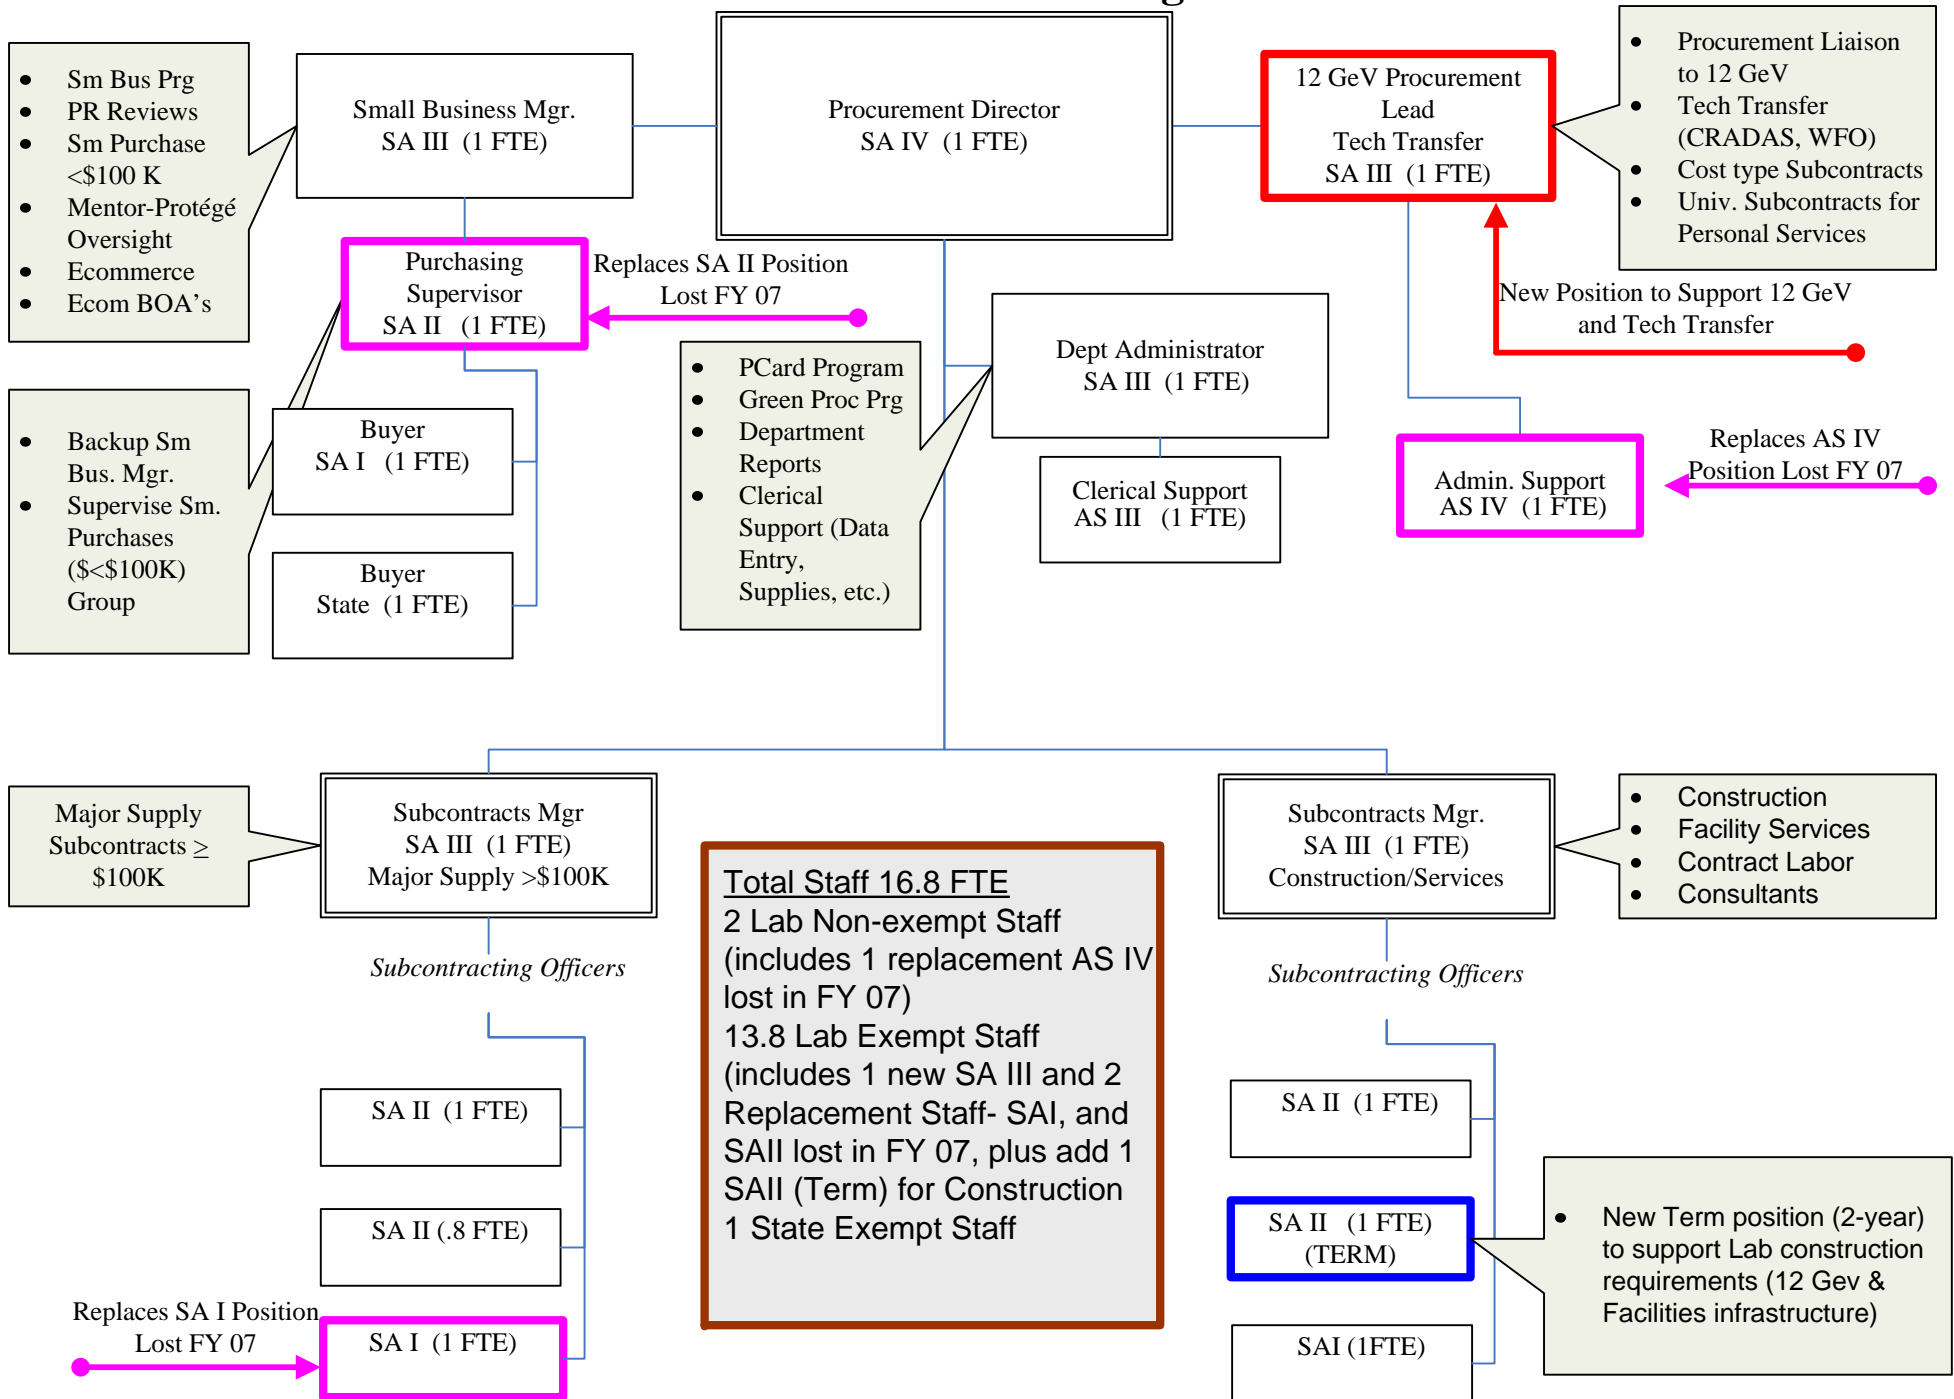 • Sm Bus Prg
• PR Reviews
• Sm Purchase
<$100 K
• Mentor-Protégé
Oversight
• Ecommerce
• Ecom BOA's
Small Business Mgr.
SA III (1 FTE)
Procurement Director
SA IV (1 FTE)
12 GeV Procurement
Lead
Tech Transfer
SA III (1 FTE)
• Procurement Liaison
to 12 GeV
• Tech Transfer
(CRADAS, WFO)
• Cost type Subcontracts
• Univ. Subcontracts for
Personal Services
Purchasing
Supervisor
SA II (1 FTE)
Replaces SA II Position
Lost FY 07
New Position to Support 12 GeV
and Tech Transfer
• Backup Sm
Bus. Mgr.
• Supervise Sm.
Purchases
($<$100K)
Group
Buyer
SA I (1 FTE)
Buyer
State (1 FTE)
• PCard Program
• Green Proc Prg
• Department
Reports
• Clerical
Support (Data
Entry,
Supplies, etc.)
Dept Administrator
SA III (1 FTE)
Clerical Support
AS III (1 FTE)
Admin. Support
AS IV (1 FTE)
Replaces AS IV
Position Lost FY 07
Major Supply
Subcontracts ≥
$100K
Subcontracts Mgr
SA III (1 FTE)
Major Supply >$100K
Subcontracting Officers
SA II (1 FTE)
SA II (.8 FTE)
SA I (1 FTE)
Replaces SA I Position
Lost FY 07
Total Staff 16.8 FTE
2 Lab Non-exempt Staff
(includes 1 replacement AS IV
lost in FY 07)
13.8 Lab Exempt Staff
(includes 1 new SA III and 2
Replacement Staff- SAI, and
SAII lost in FY 07, plus add 1
SAII (Term) for Construction
1 State Exempt Staff
Subcontracts Mgr.
SA III (1 FTE)
Construction/Services
• Construction
• Facility Services
• Contract Labor
• Consultants
Subcontracting Officers
SA II (1 FTE)
SA II (1 FTE)
(TERM)
SAI (1FTE)
• New Term position (2-year)
to support Lab construction
requirements (12 Gev &
Facilities infrastructure)